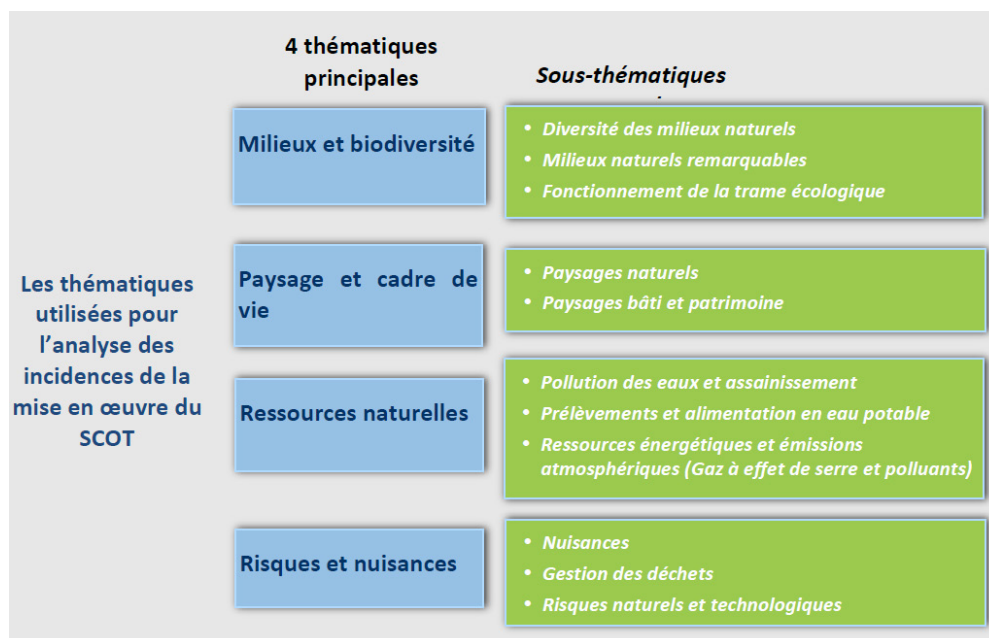 4 thématiques
principales
Sous-thématiques
Milieux et biodiversité
• Diversité des milieux naturels
• Milieux naturels remarquables
• Fonctionnement de la trame écologique
Les thématiques
utilisées pour
l'analyse des
incidences de la
mise en œuvre du
SCOT
Paysage et cadre de
vie
• Paysages naturels
• Paysages bâti et patrimoine
Ressources naturelles
• Pollution des eaux et assainissement
• Prélèvements et alimentation en eau potable
• Ressources énergétiques et émissions
atmosphériques (Gaz à effet de serre et polluants)
Risques et nuisances
• Nuisances
• Gestion des déchets
• Risques naturels et technologiques